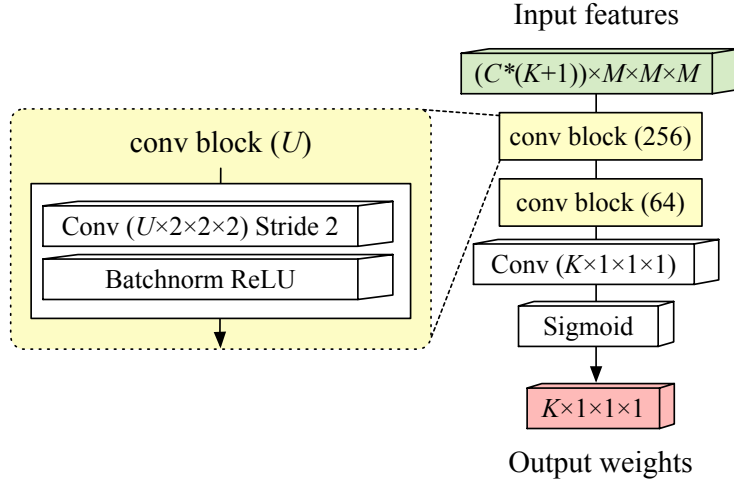 Input features
(C*(K+1))×M×M×M
conv block (256)
conv block (64)
Conv (K×1×1×1)
Sigmoid
K×1×1×1
Output weights
conv block (U)
Conv (U×2×2×2) Stride 2
Batchnorm ReLU